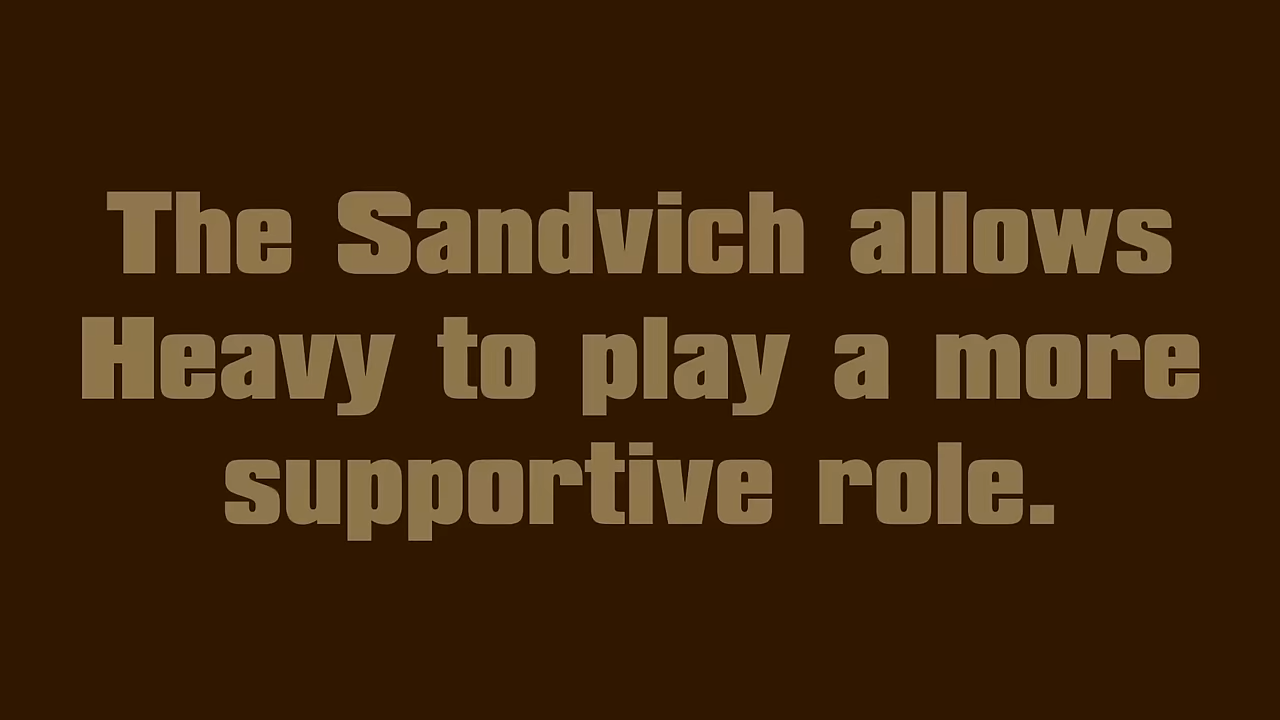 The Sandvich allows
Heavy to play a more
supportive role.